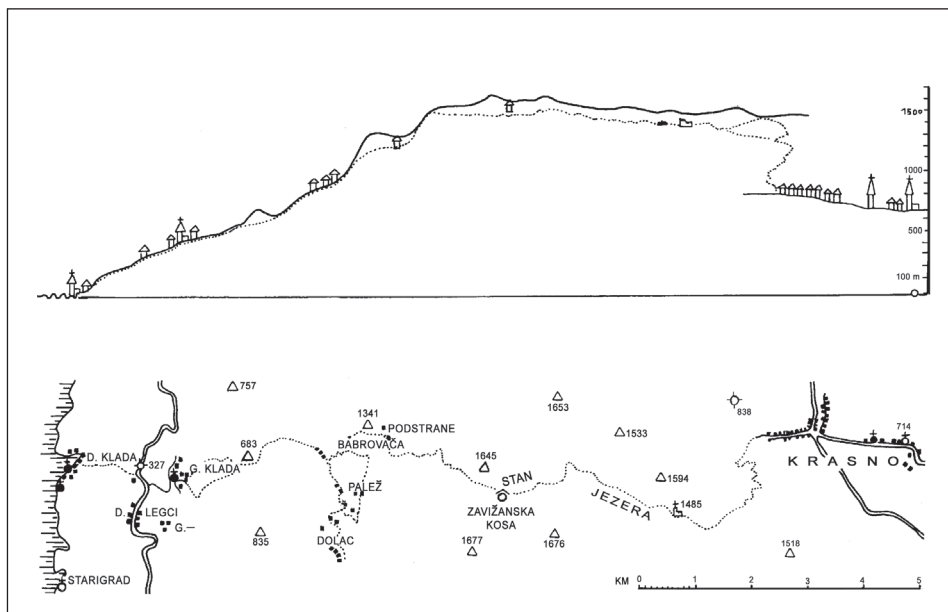 150°
1000
500
100 m
757
1653
838
1341
PODSTRANE
714
BABROVAČA
1533
D. KLADA
683
327
G. KLADA
1645
STAN
KRASNO
PALEŽ
1594
ZAVIŽANSKA
KOSA
JEZERA
1485
D. LEGCI
G.—
835
DOLAC
1677
1676
1518
STARIGRAD
KM 0 1 2 3 4 5